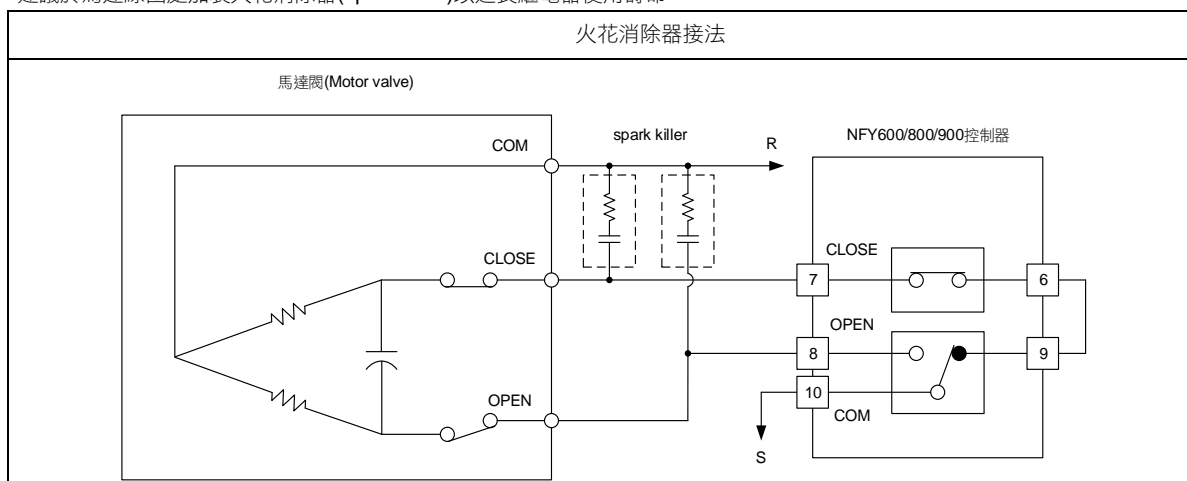 火花消除器接法
馬達閥(Motor valve)
COM
spark killer
R
NFY600/800/900控制器
CLOSE
CLOSE
7
6
OPEN
8
9
10
OPEN
COM
S